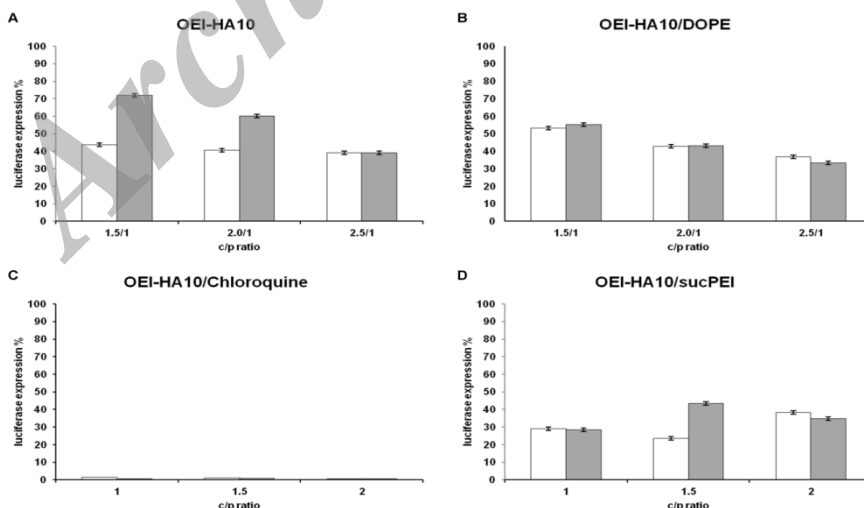 A
OEI-HA10
luciferase expression %
100
90
80
70
60
50
40
30
20
10
0
1.5/1 2.0/1 2.5/1
c/p ratio
B
OEI-HA10/DOPE
luciferase expression %
100
90
80
70
60
50
40
30
20
10
0
1.5/1 2.0/1 2.5/1
c/p ratio
C
OEI-HA10/Chloroquine
luciferase expression %
100
90
80
70
60
50
40
30
20
10
0
1 1.5 2
c/p ratio
D
OEI-HA10/sucPEI
luciferase expression %
100
90
80
70
60
50
40
30
20
10
0
1 1.5 2
c/p ratio